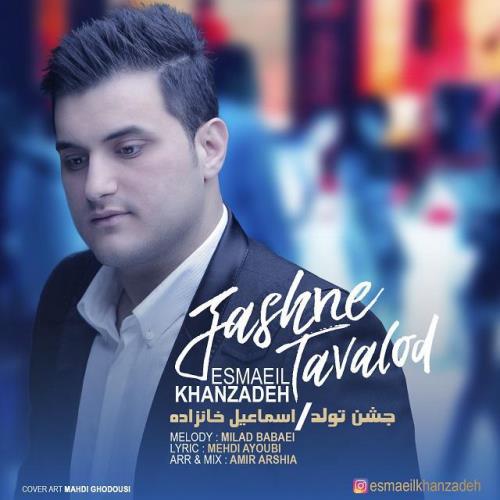 Jashne
Tavalod
ESMAEIL
KHANZADEH
جشن تولد/اسماعیل خانزاده
MELODY : MILAD BABAEI
LYRIC : MEHDI AYOUBI
ARR & MIX : AMIR ARSHIA
COVER ART MAHDI GHODOUSI
esmaeilkhanzadeh